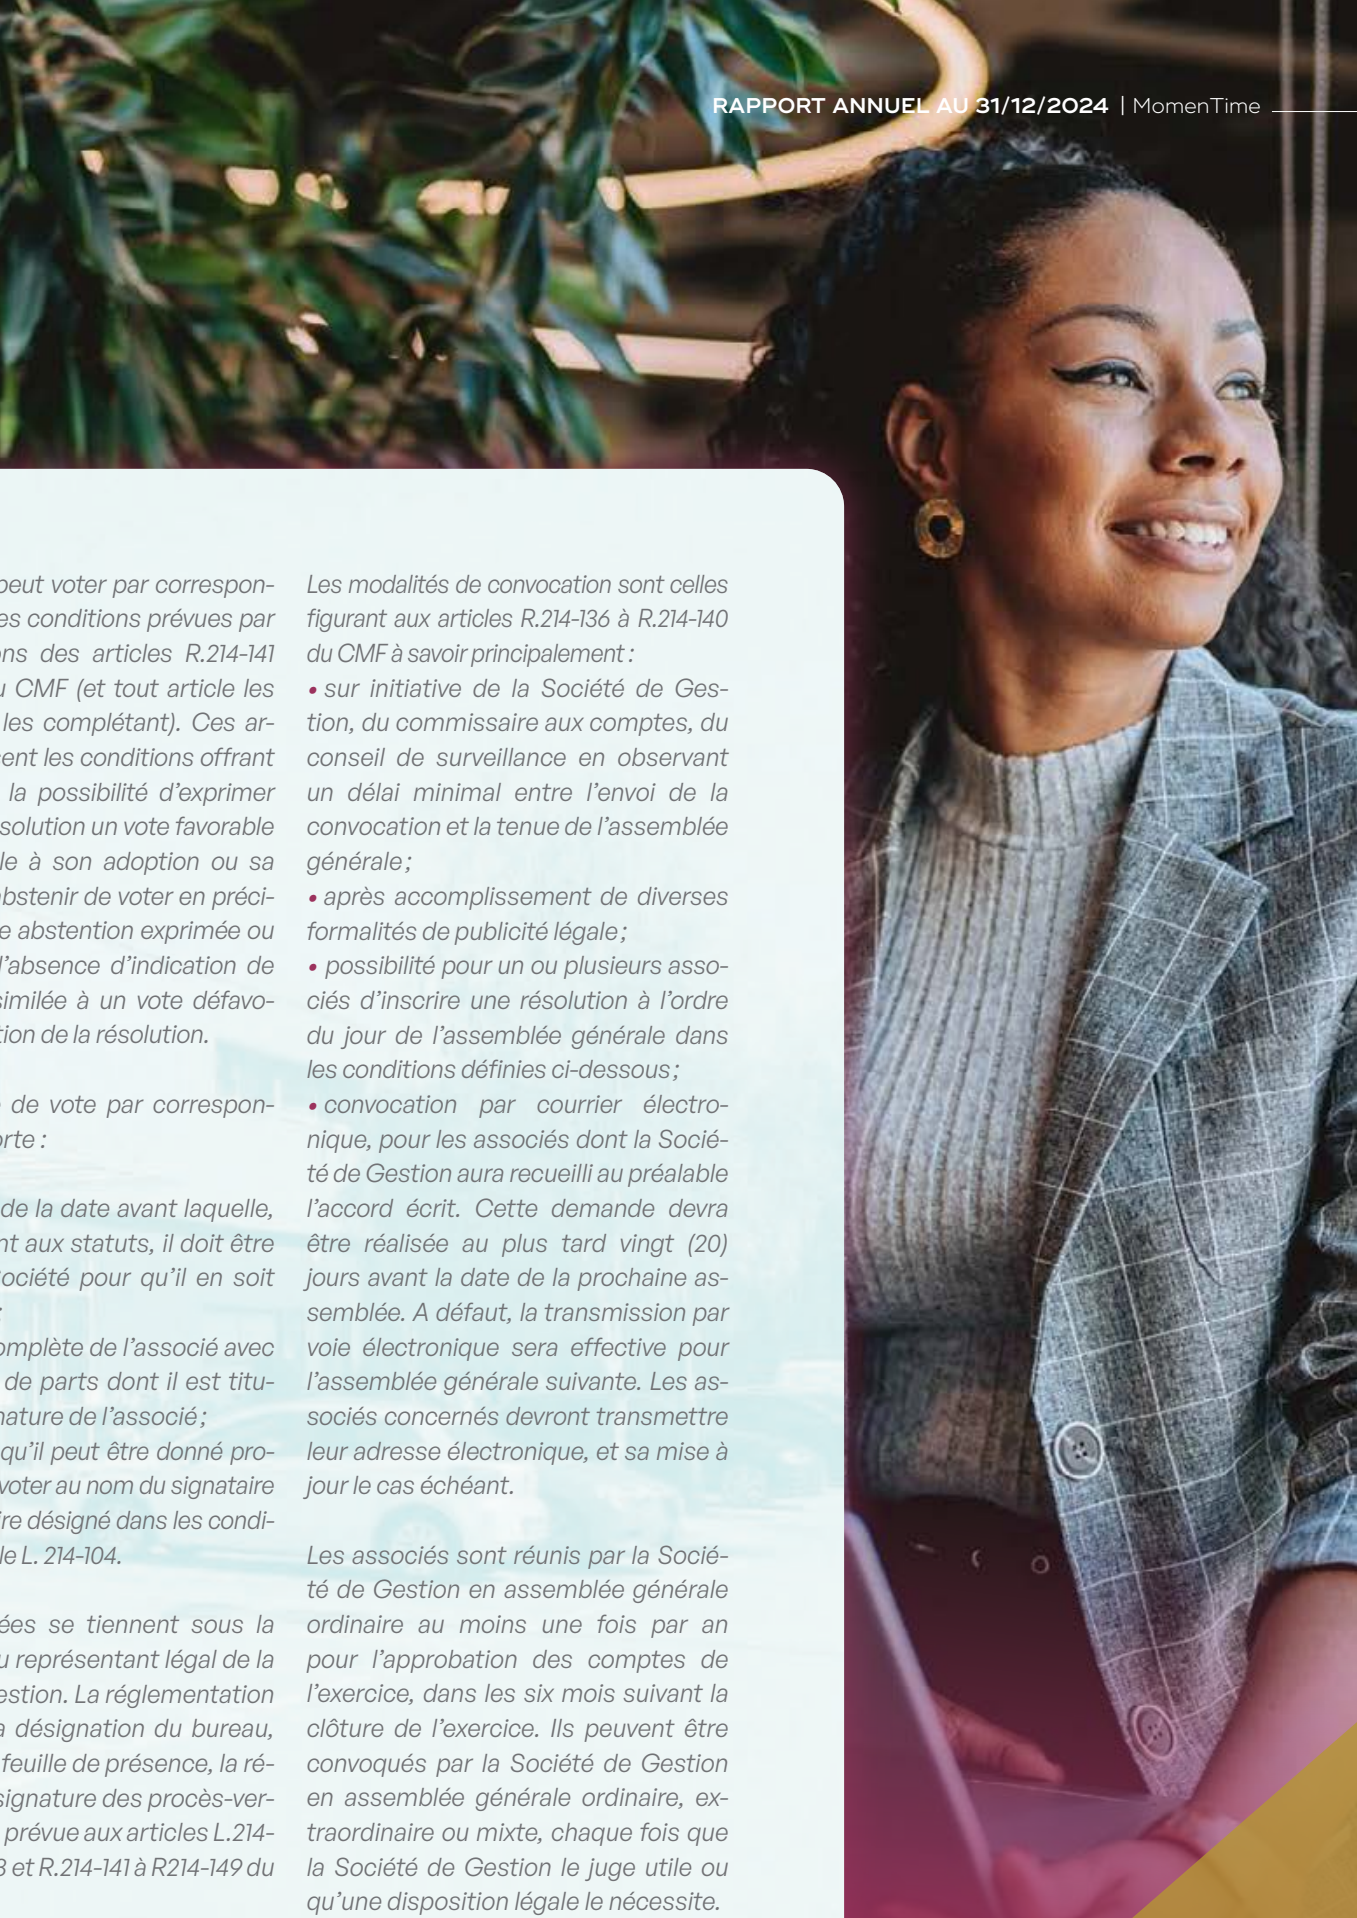 RAPPORT ANNUEL AU 31/12/2024 | MomenTime
peut voter par correspon-
es conditions prévues par
des articles R.214-141
CMF (et tout article les
les complétant). Ces ar-
les conditions offrant
la possibilité d'exprimer
solution un vote favorable
à son adoption ou sa
abstenir de voter en préci-
abstention exprimée ou
l'absence d'indication de
similée à un vote défavo-
tion de la résolution.
de vote par correspon-
orte :
de la date avant laquelle,
nt aux statuts, il doit être
ociété pour qu'il en soit
omplète de l'associé avec
de parts dont il est titu-
nature de l'associé ;
qu'il peut être donné pro-
voter au nom du signataire
ire désigné dans les condi-
le L. 214-104.
ées se tiennent sous la
u représentant légal de la
estion. La réglementation
a désignation du bureau,
feuille de présence, la ré-
signature des procès-ver-
prévue aux articles L.214-
3 et R.214-141 à R214-149 du
Les modalités de convocation sont celles
figurant aux articles R.214-136 à R.214-140
du CMF à savoir principalement :
• sur initiative de la Société de Ges-
tion, du commissaire aux comptes, du
conseil de surveillance en observant
un délai minimal entre l'envoi de la
convocation et la tenue de l'assemblée
générale ;
• après accomplissement de diverses
formalités de publicité légale ;
• possibilité pour un ou plusieurs asso-
ciés d'inscrire une résolution à l'ordre
du jour de l'assemblée générale dans
les conditions définies ci-dessous ;
• convocation par courrier électro-
nique, pour les associés dont la Socié-
té de Gestion aura recueilli au préalable
l'accord écrit. Cette demande devra
être réalisée au plus tard vingt (20)
jours avant la date de la prochaine as-
semblée. A défaut, la transmission par
voie électronique sera effective pour
l'assemblée générale suivante. Les as-
sociés concernés devront transmettre
leur adresse électronique, et sa mise à
jour le cas échéant.
Les associés sont réunis par la Socié-
té de Gestion en assemblée générale
ordinaire au moins une fois par an
pour l'approbation des comptes de
l'exercice, dans les six mois suivant la
clôture de l'exercice. Ils peuvent être
convoqués par la Société de Gestion
en assemblée générale ordinaire, ex-
traordinaire ou mixte, chaque fois que
la Société de Gestion le juge utile ou
qu'une disposition légale le nécessite.